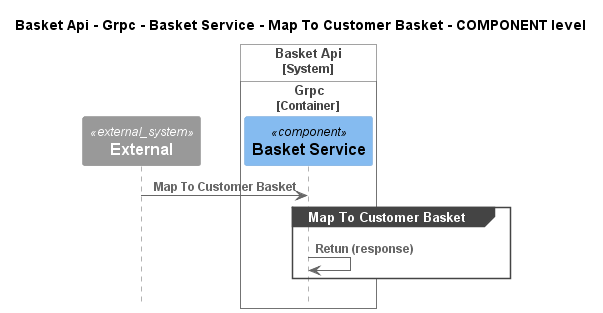 Basket Api - Grpc - Basket Service - Map To Customer Basket - COMPONENT level
Basket Api
[System]
Grpc
[Container]
«external_system»
External
«component»
Basket Service
Map To Customer Basket
Map To Customer Basket
Retun (response)